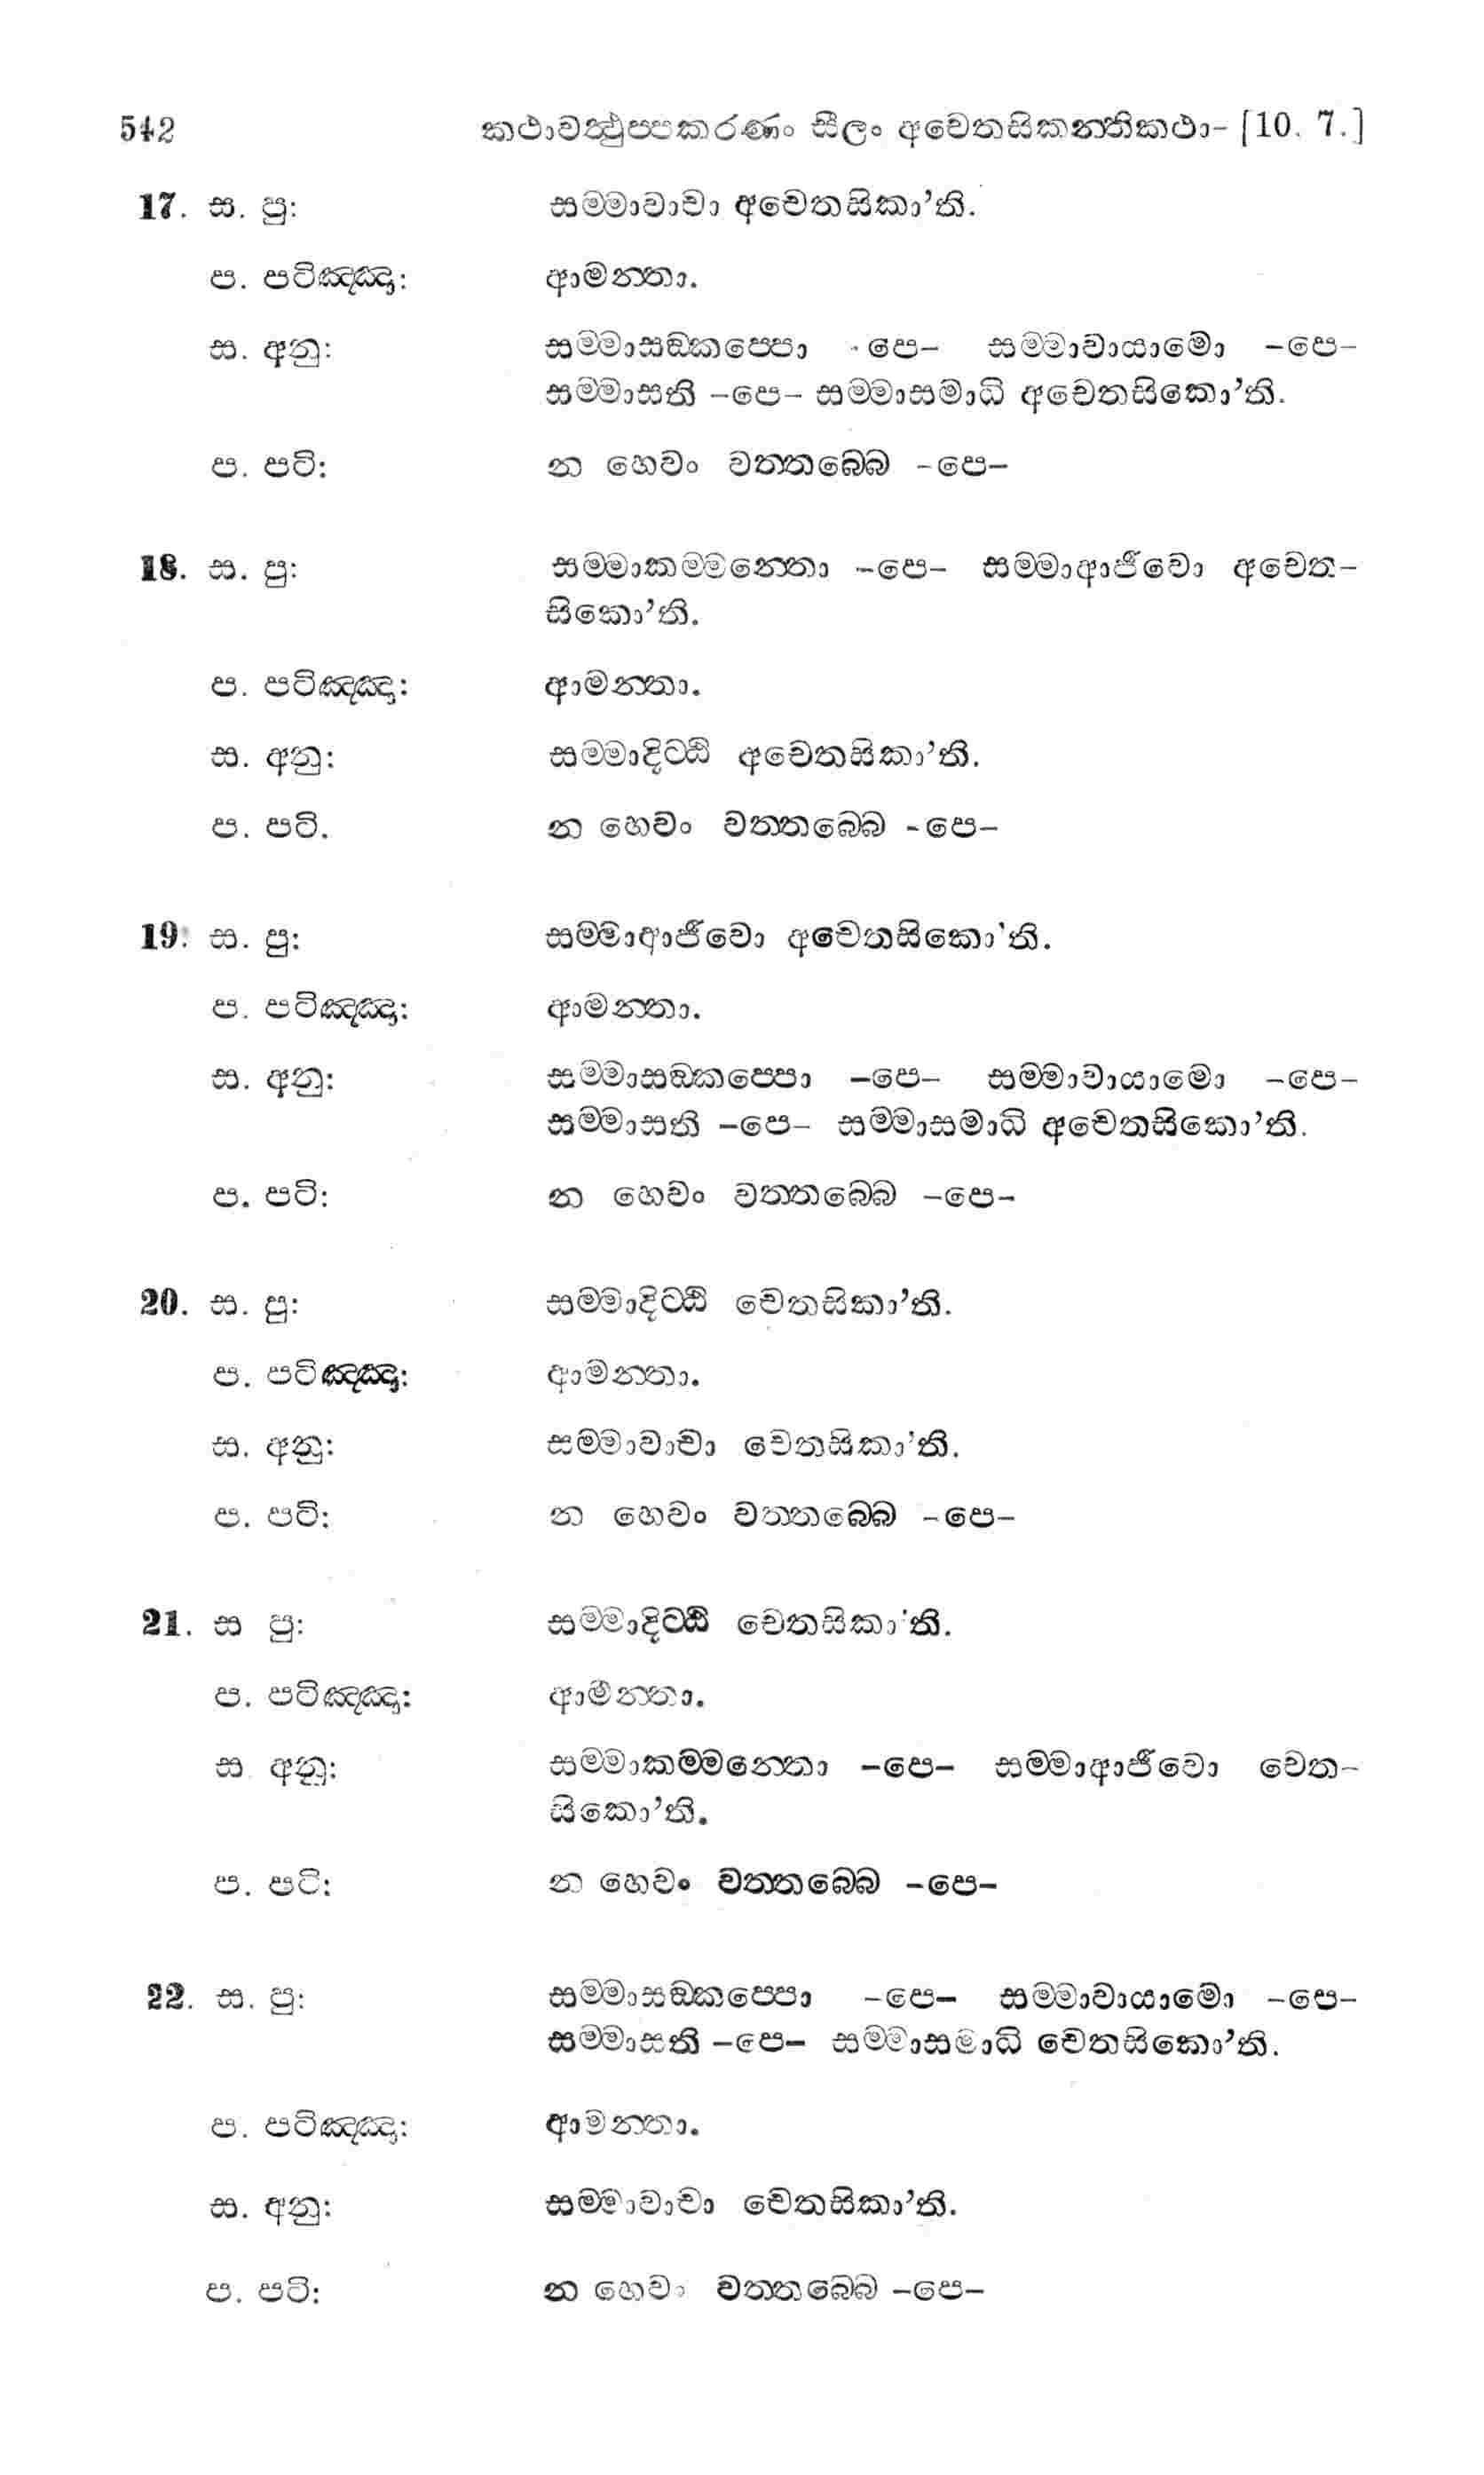 542 කථාවත්‍ථුප්පකරණං සීලං අචෙතසිකන්තිකථා- [10. 7.]
17. ස. පු: සම්මාවාචා අචෙතසිකා’ති.
ප. පටිඤ්ඤා: ආමන්තා.
ස. අනු: සම්මාසඞ්කප්පො -පෙ- සම්මාවායාමො -පෙ-
සම්මාසති -පෙ- සම්මාසමාධි අචෙතසිකො’ති.
ප. පටි: න හෙවං වත්තබ්බෙ -පෙ-
18. ස. පු: සම්මාකම්මන්තො -පෙ- සම්මාආජීවො අචෙත-
සිකො’ති.
ප. පටිඤ්ඤා: ආමන්තා.
ස. අනු: සම්මාදිට්ඨි අචෙතසිකා’ති.
ප. පටි. න හෙවං වත්තබ්බෙ -පෙ-
19. ස. පු: සම්මාආජීවො අචෙතසිකො’ති.
ප. පටිඤ්ඤා: ආමන්තා.
ස. අනු: සම්මාසඞ්කප්පො -පෙ- සම්මාවායාමො -පෙ-
සම්මාසති -පෙ- සම්මාසමාධි අචෙතසිකො’ති.
ප. පටි: න හෙවං වත්තබ්බෙ -පෙ-
20. ස. පු: සම්මාදිට්ඨි චෙතසිකා’ති.
ප. පටිඤ්ඤා: ආමන්තා.
ස. අනු: සම්මාවාචා චෙතසිකා’ති.
ප. පටි: න හෙවං වත්තබ්බෙ -පෙ-
21. ස පු: සම්මාදිට්ඨි චෙතසිකා’ති.
ප. පටිඤ්ඤා: ආමන්තා.
ස. අනු: සම්මාකම්මන්තො -පෙ- සම්මාආජීවො චෙත-
සිකො’ති.
ප. පටි: න හෙවං වත්තබ්බෙ -පෙ-
22. ස. පු: සම්මාසඞ්කප්පො -පෙ- සම්මාවායාමො -පෙ-
සම්මාසති -පෙ- සම්මාසමාධි චෙතසිකො’ති.
ප. පටිඤ්ඤා: ආමන්තා.
ස. අනු: සම්මාවාචා චෙතසිකා’ති.
ප. පටි: න හෙවං වත්තබ්බෙ -පෙ-